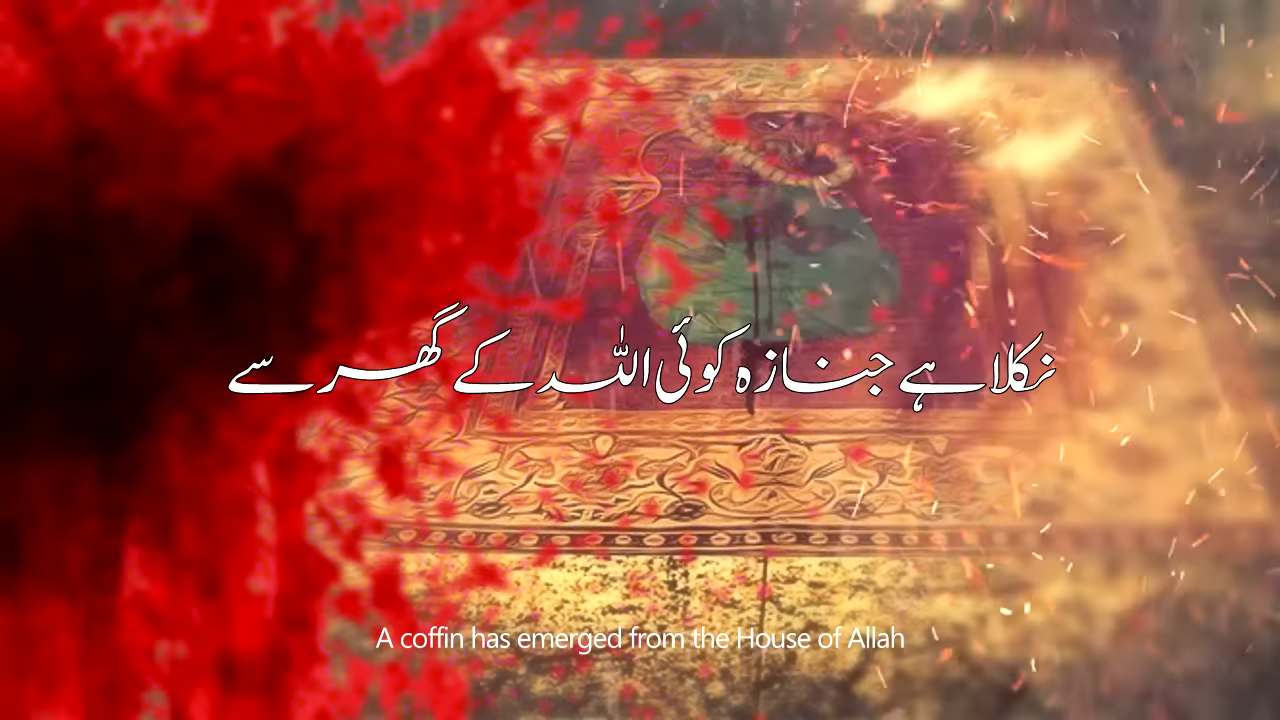 نکلا ہے جنازہ کوئی اللہ کے گھر سے
A coffin has emerged from the House of Allah